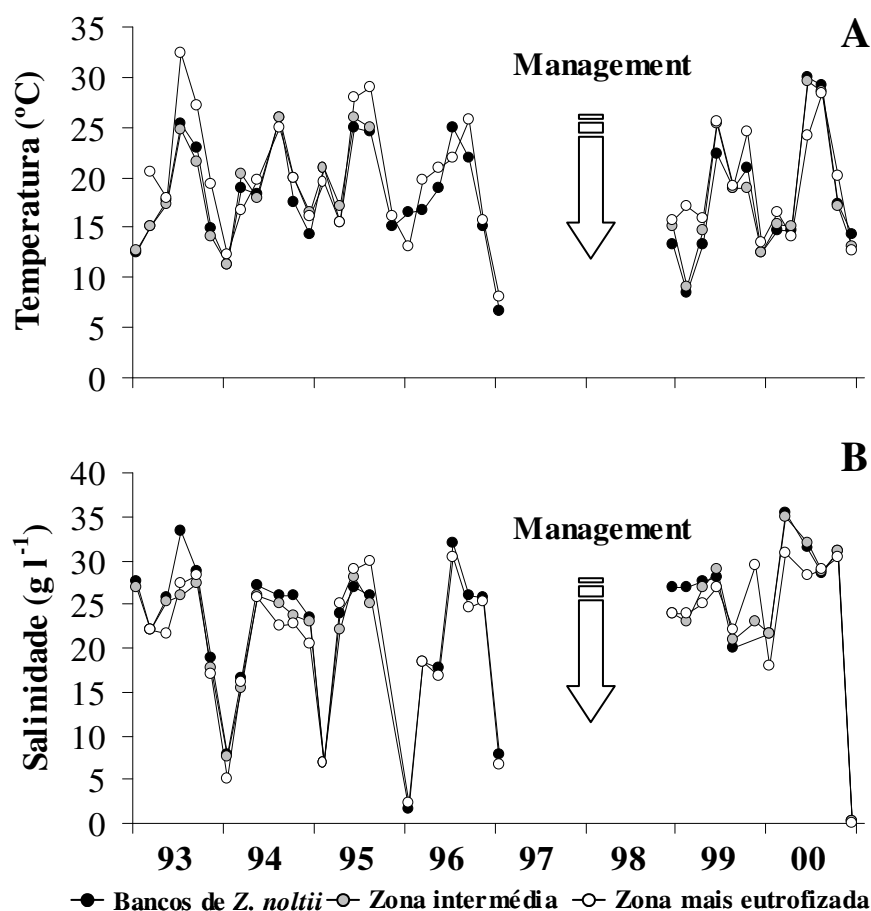 A
Temperatura (ºC)
35
30
25
20
15
10
5
0
Management
B
Salinidade (g l⁻¹)
40
35
30
25
20
15
10
5
0
Management
93 94 95 96 97 98 99 00
Bancos de Z. noltii Zona intermédia Zona mais eutrofizada